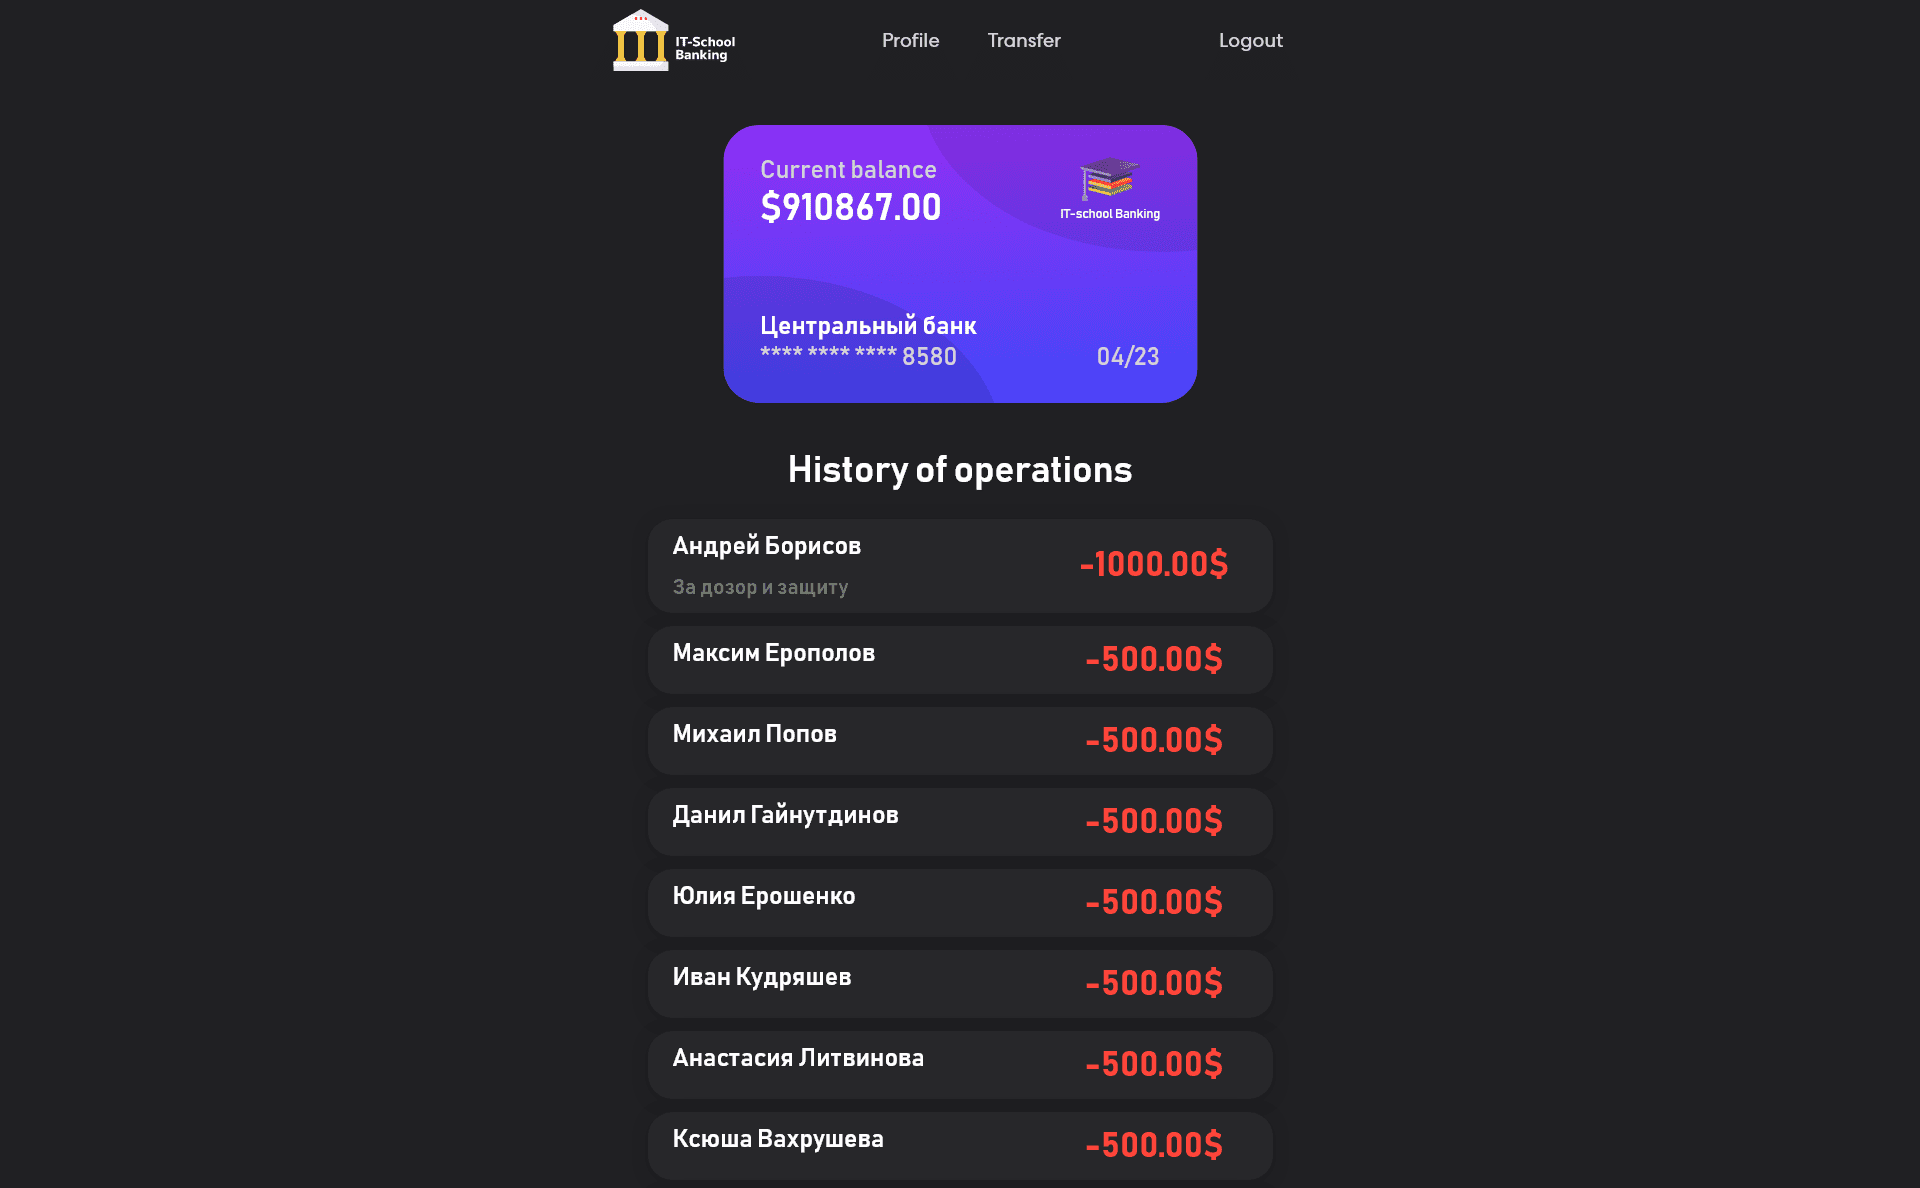 IT-School
Banking
Profile
Transfer
Logout
Current balance
$910867.00
IT-school Banking
Центральный банк
**** **** **** 8580
04/23
History of operations
Андрей Борисов
-1000.00$
За дозор и защиту
Максим Ерополов
-500.00$
Михаил Попов
-500.00$
Данил Гайнутдинов
-500.00$
Юлия Ерошенко
-500.00$
Иван Кудряшев
-500.00$
Анастасия Литвинова
-500.00$
Ксюша Вахрушева
-500.00$